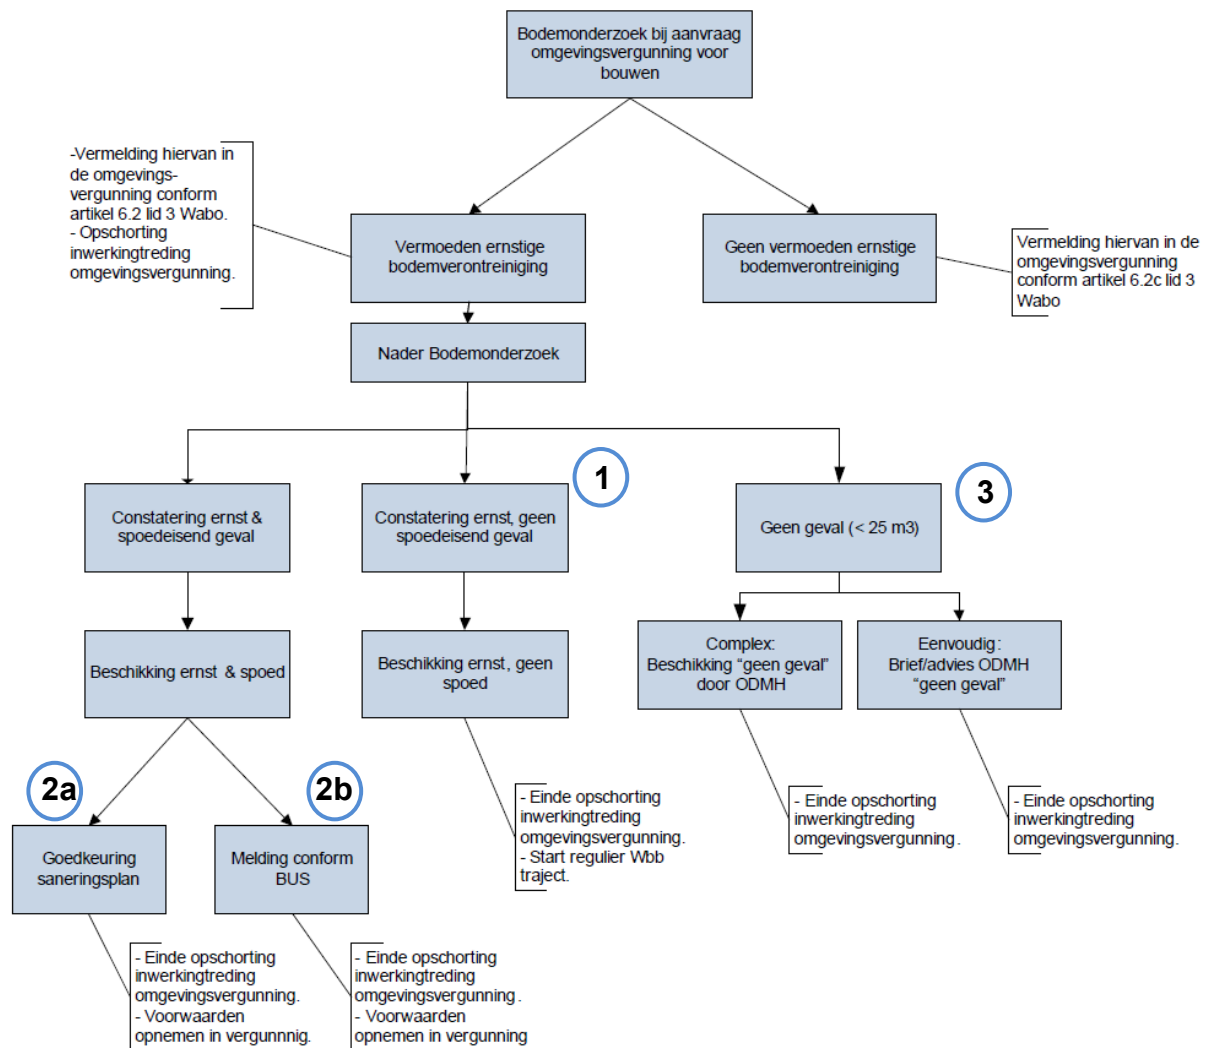 Bodemonderzoek bij aanvraag
omgevingsvergunning voor
bouwen
-Vermelding hiervan in
de omgevings-
vergunning conform
artikel 6.2 lid 3 Wabo.
- Opschorting
inwerkingtreding
omgevingsvergunning.
Vermoeden ernstige
bodemverontreiniging
Geen vermoeden ernstige
bodemverontreiniging
Vermelding hiervan in de
omgevingsvergunning
conform artikel 6.2c lid 3
Wabo
Nader Bodemonderzoek
1
3
Constatering ernst &
spoedeisend geval
Constatering ernst, geen
spoedeisend geval
Geen geval (< 25 m3)
Beschikking ernst & spoed
Beschikking ernst, geen
spoed
Complex:
Beschikking “geen geval”
door ODMH
Eenvoudig:
Brief/advies ODMH
“geen geval”
2a
2b
Goedkeuring
saneringsplan
Melding conform
BUS
- Einde opschorting
inwerkingtreding
omgevingsvergunning.
- Start regulier Wbb
traject.
- Einde opschorting
inwerkingtreding
omgevingsvergunning.
- Einde opschorting
inwerkingtreding
omgevingsvergunning.
- Einde opschorting
inwerkingtreding
omgevingsvergunning.
- Voorwaarden
opnemen in vergunnnig.
- Einde opschorting
inwerkingtreding
omgevingsvergunning.
- Voorwaarden
opnemen in vergunning